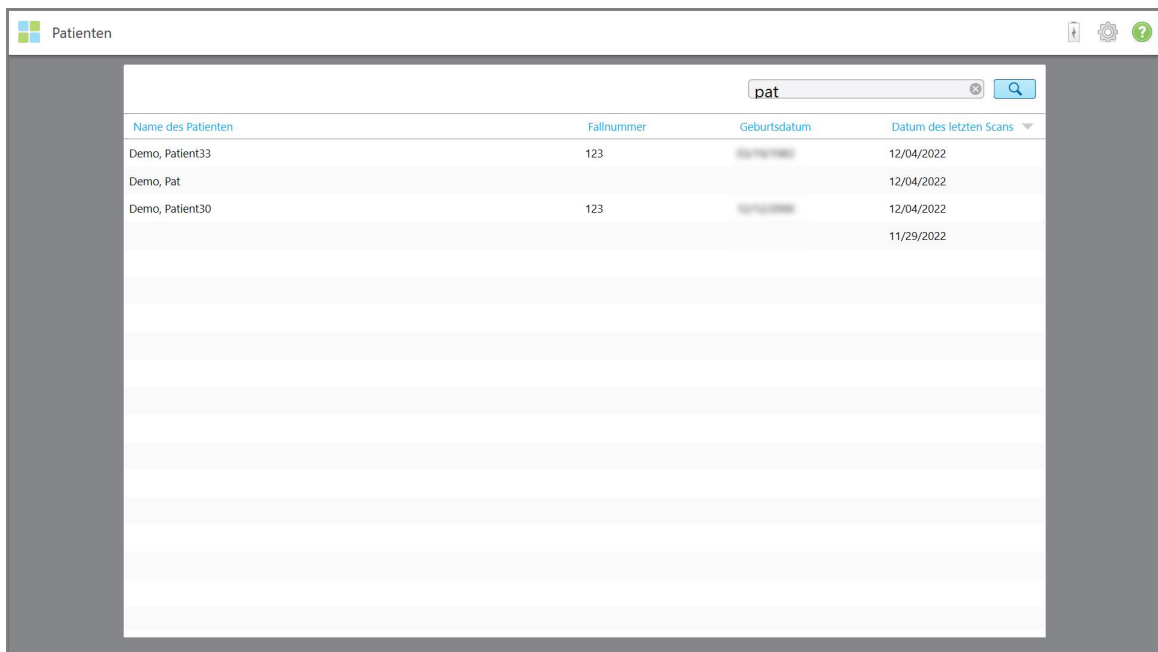 Patienten
?
pat
Name des Patienten Fallnummer Geburtsdatum Datum des letzten Scans
Demo, Patient33 123 12/04/2022
Demo, Pat 12/04/2022
Demo, Patient30 123 12/04/2022
11/29/2022